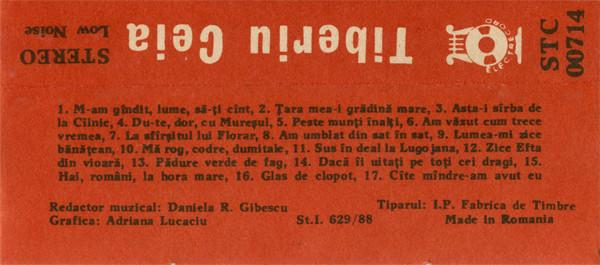 STEREO
Low Noise
Tiberiu Ceia
ELECTRECORD
STC
00714
1. M-am gîndit, lume, să-ți cînt, 2. Țara mea-i grădină mare, 3. Asta-i sîrba de
la Cîlnic, 4. Du-te, dor, cu Mureșul, 5. Peste munți înalți, 6. Am văzut cum trece
vremea, 7. La sfîrșitul lui Florar, 8. Am umblat din sat în sat, 9. Lumea-mi zice
bănățean, 10. Mă rog, codre, dumitale, 11. Sus în deal la Lugojana, 12. Zice Efta
din vioară, 13. Pădure verde de fag, 14. Dacă îi uitați pe toți cei dragi, 15.
Hai, români, la hora mare, 16. Glas de clopot, 17. Cîte mîndre-am avut eu
Redactor muzical: Daniela R. Gibescu
Grafica: Adriana Lucaciu
St.I. 629/88
Tiparul: I.P. Fabrica de Timbre
Made in Romania